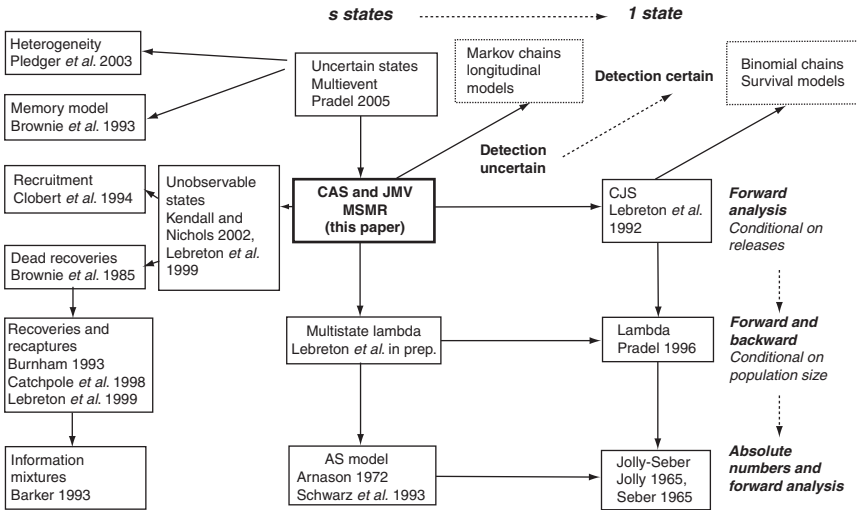 s states
1 state
Heterogeneity
Pledger et al. 2003
Memory model
Brownie et al. 1993
Recruitment
Clobert et al. 1994
Dead recoveries
Brownie et al. 1985
Recoveries and
recaptures
Burnham 1993
Catchpole et al. 1998
Lebreton et al. 1999
Information
mixtures
Barker 1993
Unobservable
states
Kendall and
Nichols 2002,
Lebreton et al.
1999
Uncertain states
Multievent
Pradel 2005
CAS and JMV
MSMR
(this paper)
Multistate lambda
Lebreton et al. in prep.
AS model
Arnason 1972
Schwarz et al. 1993
Markov chains
longitudinal
models
Detection certain
Detection
uncertain
Binomial chains
Survival models
CJS
Lebreton et al.
1992
Lambda
Pradel 1996
Jolly-Seber
Jolly 1965,
Seber 1965
Forward
analysis
Conditional on
releases
Forward and
backward
Conditional on
population size
Absolute
numbers and
forward analysis